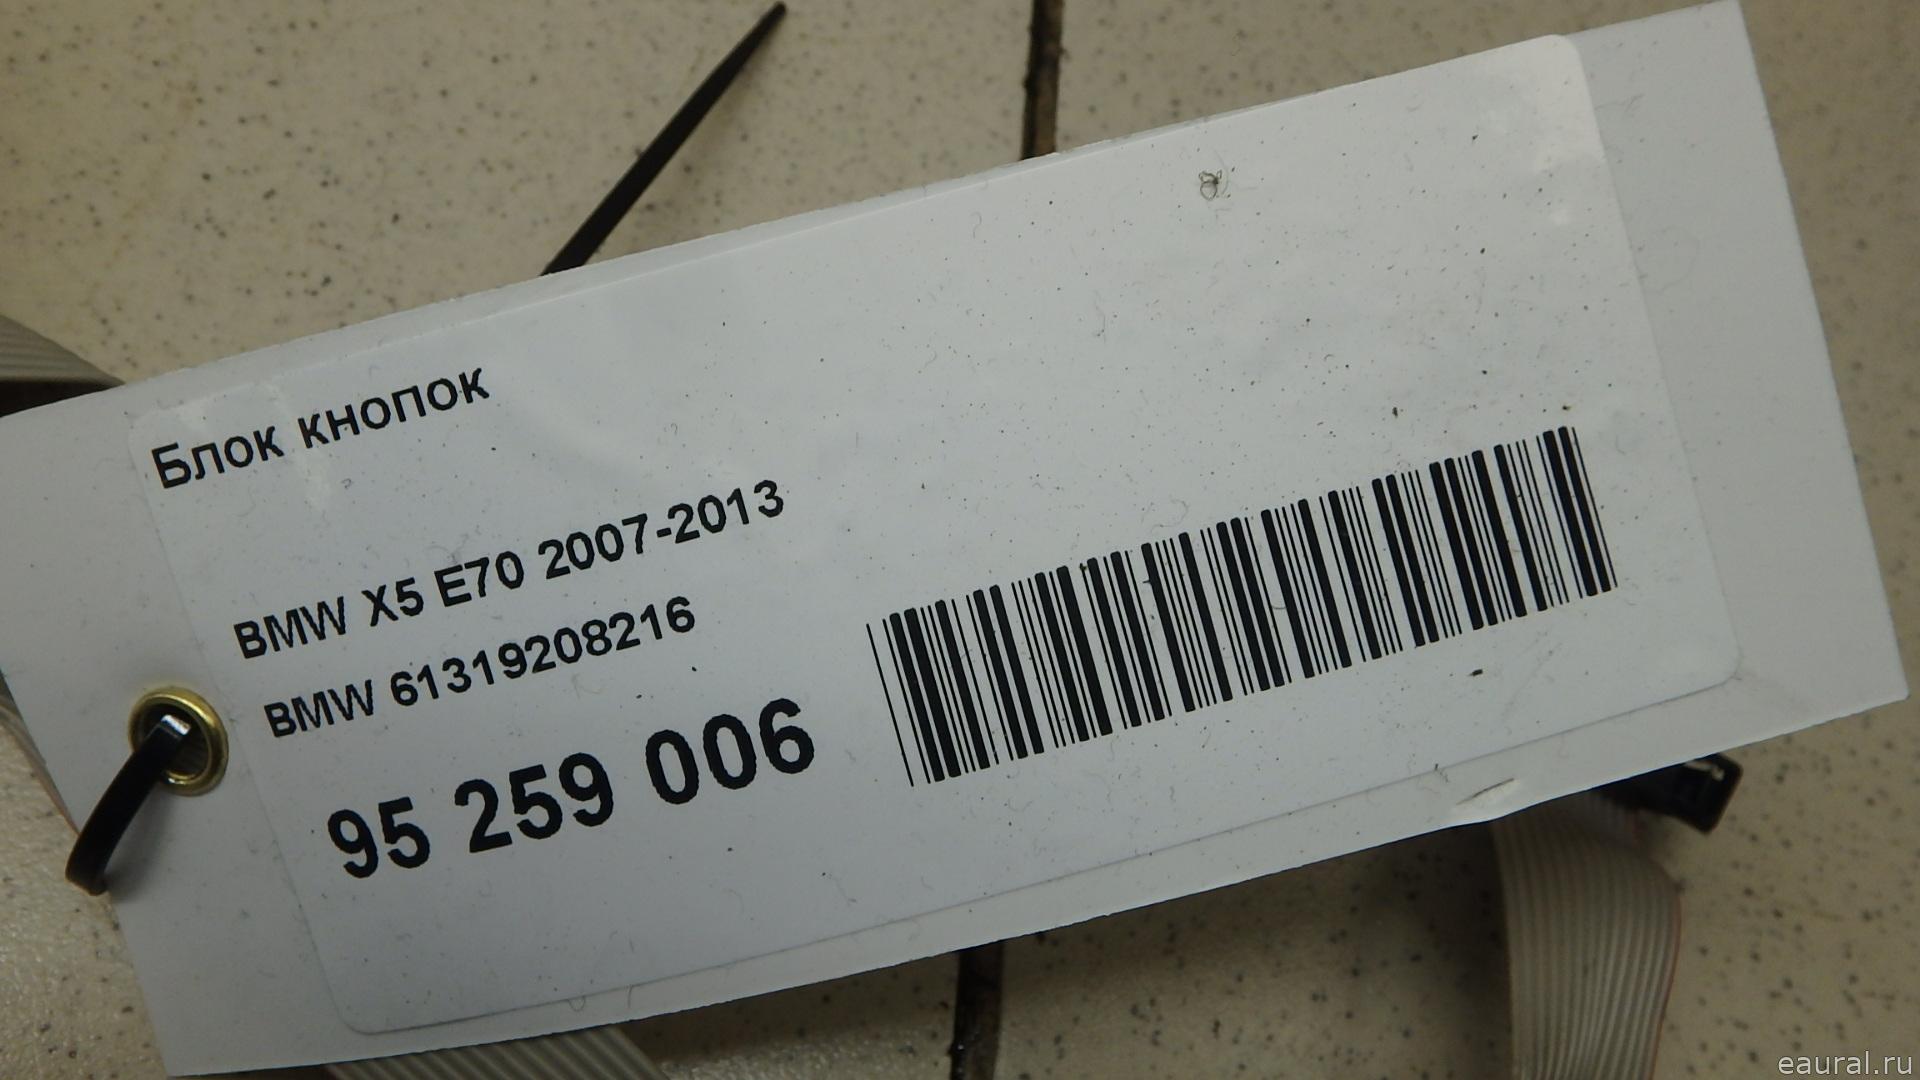 Блок кнопок
BMW X5 E70 2007-2013
BMW 61319208216
95 259 006
eaural.ru